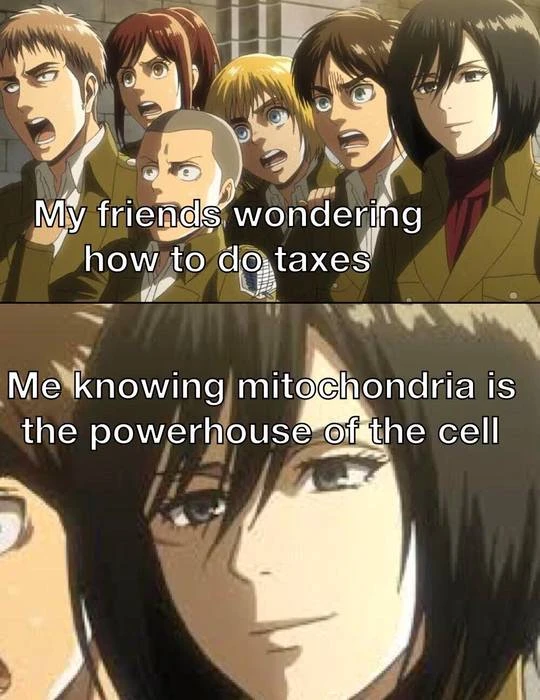 My friends wondering
how to do taxes
Me knowing mitochondria is
the powerhouse of the cell